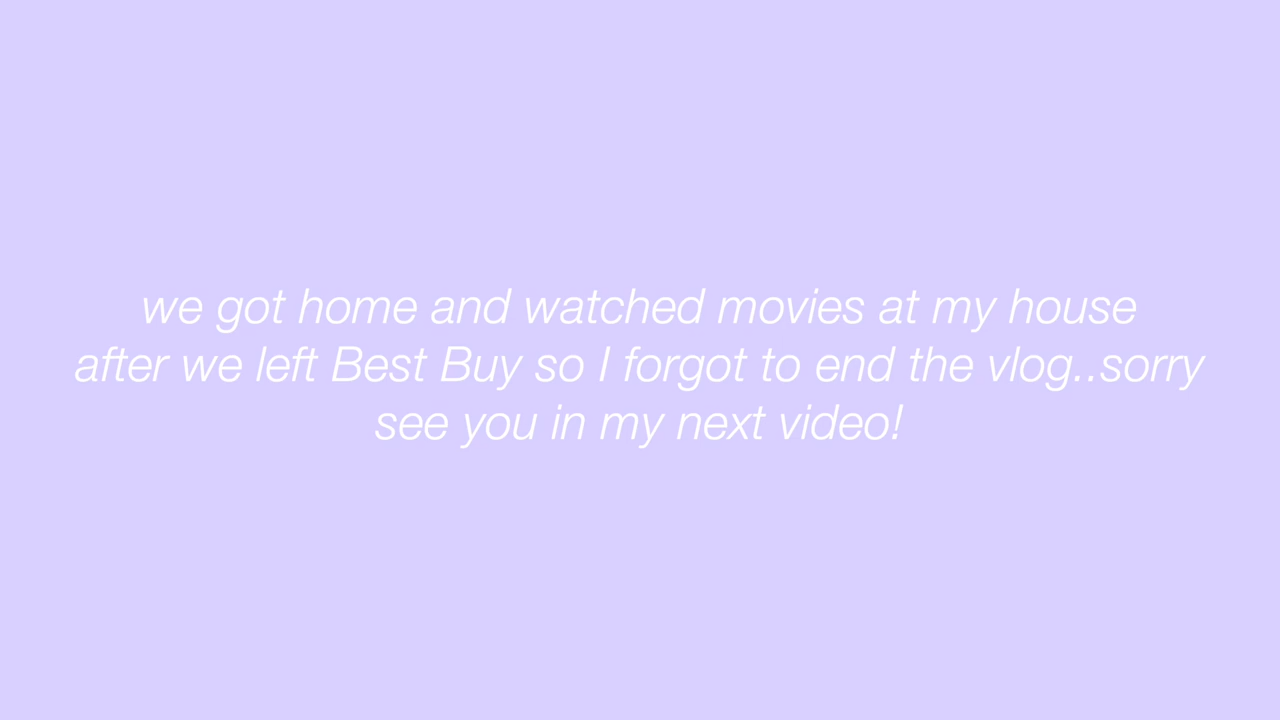 we got home and watched movies at my house
after we left Best Buy so I forgot to end the vlog..sorry
see you in my next video!